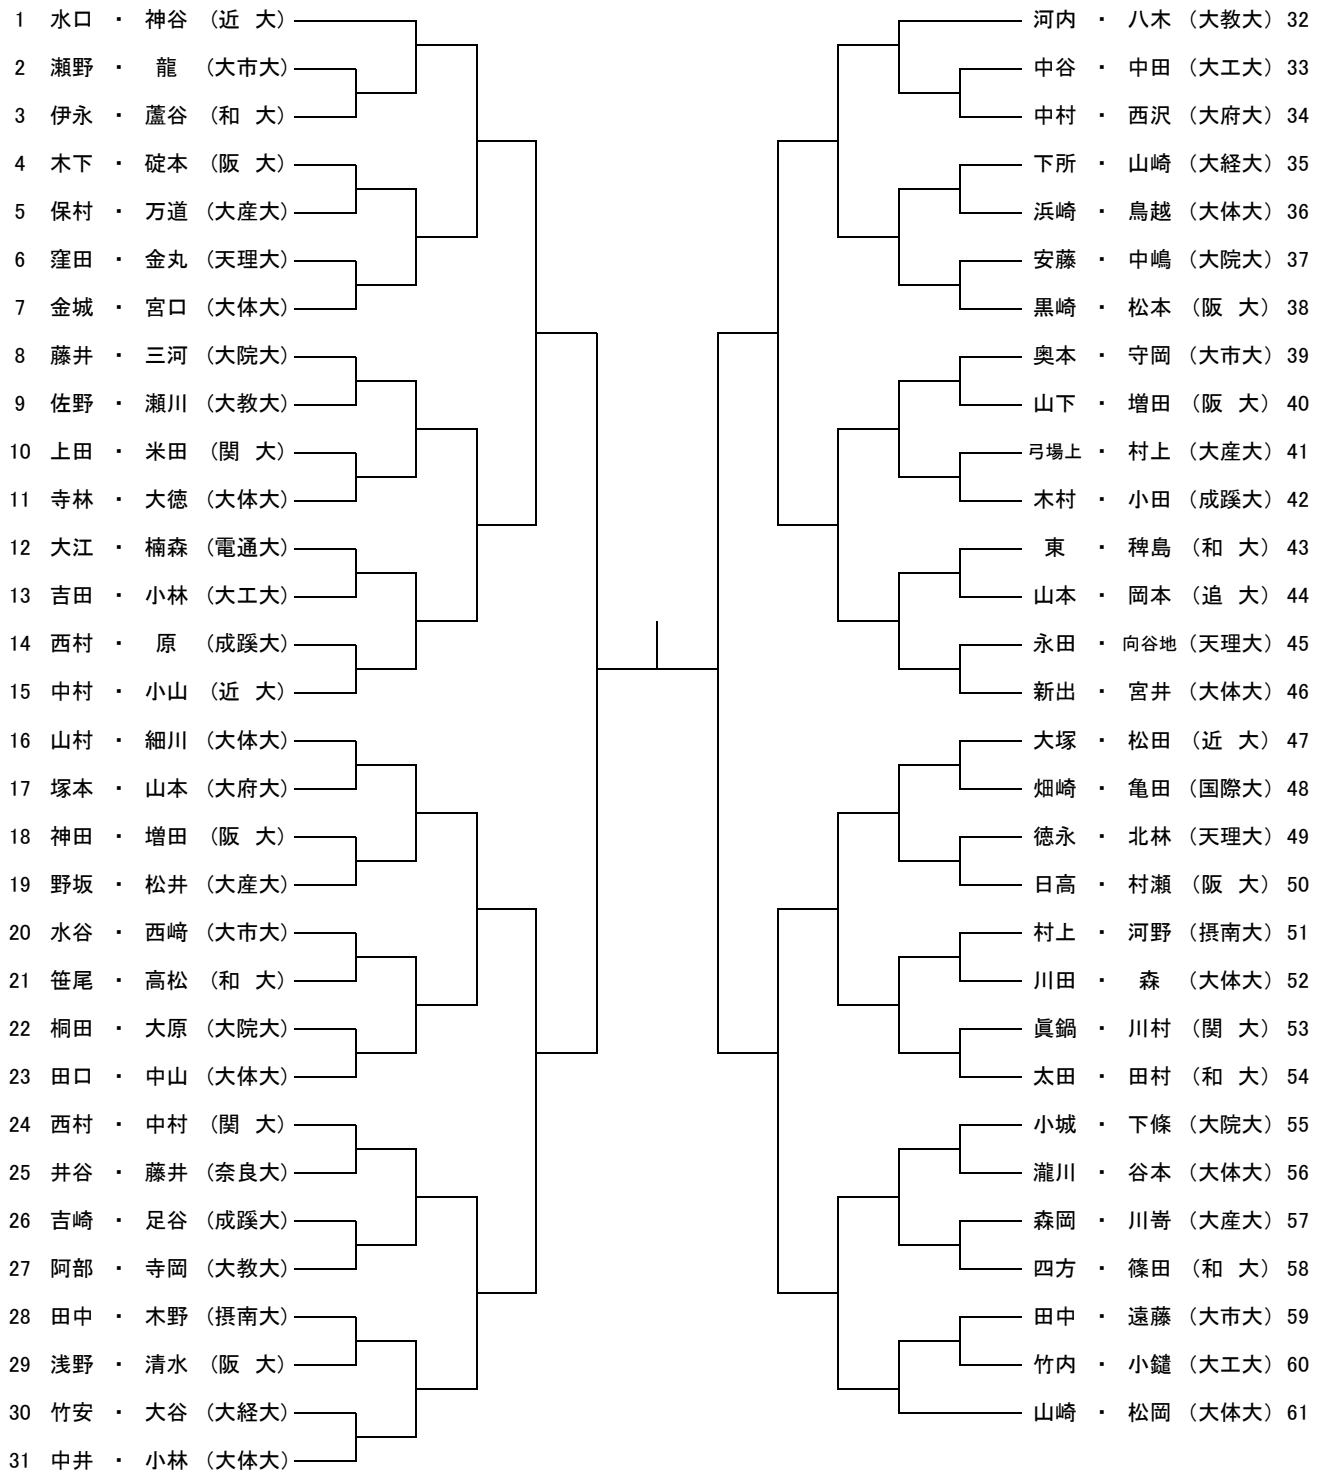 1 水口 ・ 神谷 (近 大)
2 瀬野 ・ 龍 (大市大)
3 伊永 ・ 蘆谷 (和 大)
4 木下 ・ 碇本 (阪 大)
5 保村 ・ 万道 (大産大)
6 窪田 ・ 金丸 (天理大)
7 金城 ・ 宮口 (大体大)
8 藤井 ・ 三河 (大院大)
9 佐野 ・ 瀬川 (大教大)
10 上田 ・ 米田 (関 大)
11 寺林 ・ 大徳 (大体大)
12 大江 ・ 楠森 (電通大)
13 吉田 ・ 小林 (大工大)
14 西村 ・ 原 (成蹊大)
15 中村 ・ 小山 (近 大)
16 山村 ・ 細川 (大体大)
17 塚本 ・ 山本 (大府大)
18 神田 ・ 増田 (阪 大)
19 野坂 ・ 松井 (大産大)
20 水谷 ・ 西﨑 (大市大)
21 笹尾 ・ 高松 (和 大)
22 桐田 ・ 大原 (大院大)
23 田口 ・ 中山 (大体大)
24 西村 ・ 中村 (関 大)
25 井谷 ・ 藤井 (奈良大)
26 吉崎 ・ 足谷 (成蹊大)
27 阿部 ・ 寺岡 (大教大)
28 田中 ・ 木野 (摂南大)
29 浅野 ・ 清水 (阪 大)
30 竹安 ・ 大谷 (大経大)
31 中井 ・ 小林 (大体大)
河内 ・ 八木 (大教大) 32
中谷 ・ 中田 (大工大) 33
中村 ・ 西沢 (大府大) 34
下所 ・ 山崎 (大経大) 35
浜崎 ・ 鳥越 (大体大) 36
安藤 ・ 中嶋 (大院大) 37
黒崎 ・ 松本 (阪 大) 38
奥本 ・ 守岡 (大市大) 39
山下 ・ 増田 (阪 大) 40
弓場上 ・ 村上 (大産大) 41
木村 ・ 小田 (成蹊大) 42
東 ・ 稗島 (和 大) 43
山本 ・ 岡本 (追 大) 44
永田 ・ 向谷地 (天理大) 45
新出 ・ 宮井 (大体大) 46
大塚 ・ 松田 (近 大) 47
畑崎 ・ 亀田 (国際大) 48
徳永 ・ 北林 (天理大) 49
日高 ・ 村瀬 (阪 大) 50
村上 ・ 河野 (摂南大) 51
川田 ・ 森 (大体大) 52
眞鍋 ・ 川村 (関 大) 53
太田 ・ 田村 (和 大) 54
小城 ・ 下條 (大院大) 55
瀧川 ・ 谷本 (大体大) 56
森岡 ・ 川嵜 (大産大) 57
四方 ・ 篠田 (和 大) 58
田中 ・ 遠藤 (大市大) 59
竹内 ・ 小鑓 (大工大) 60
山崎 ・ 松岡 (大体大) 61